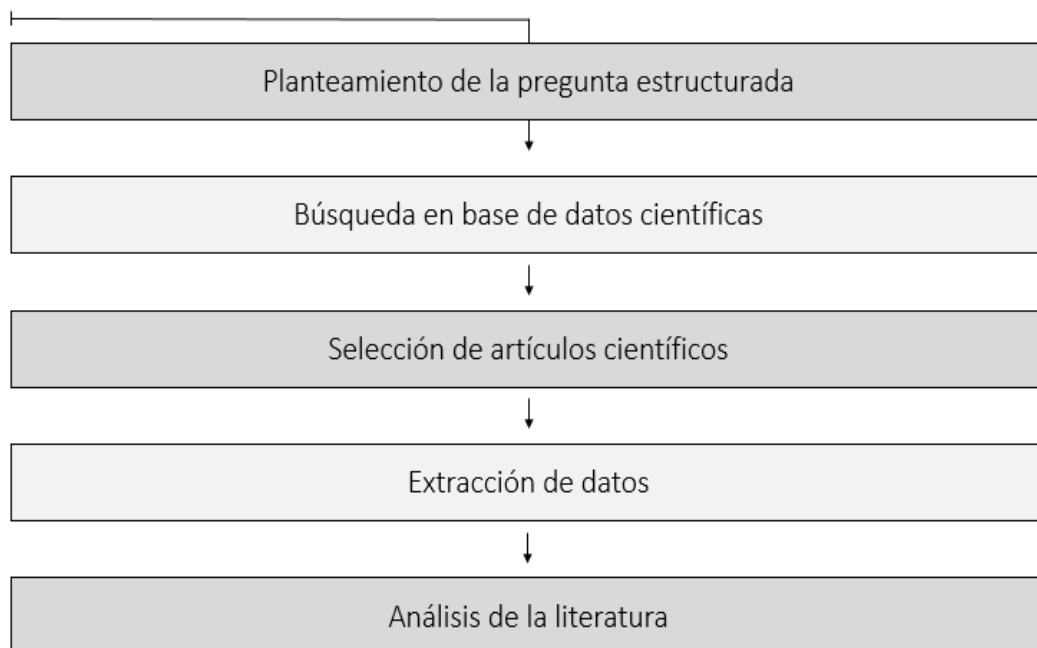 Planteamiento de la pregunta estructurada
Búsqueda en base de datos científicas
Selección de artículos científicos
Extracción de datos
Análisis de la literatura